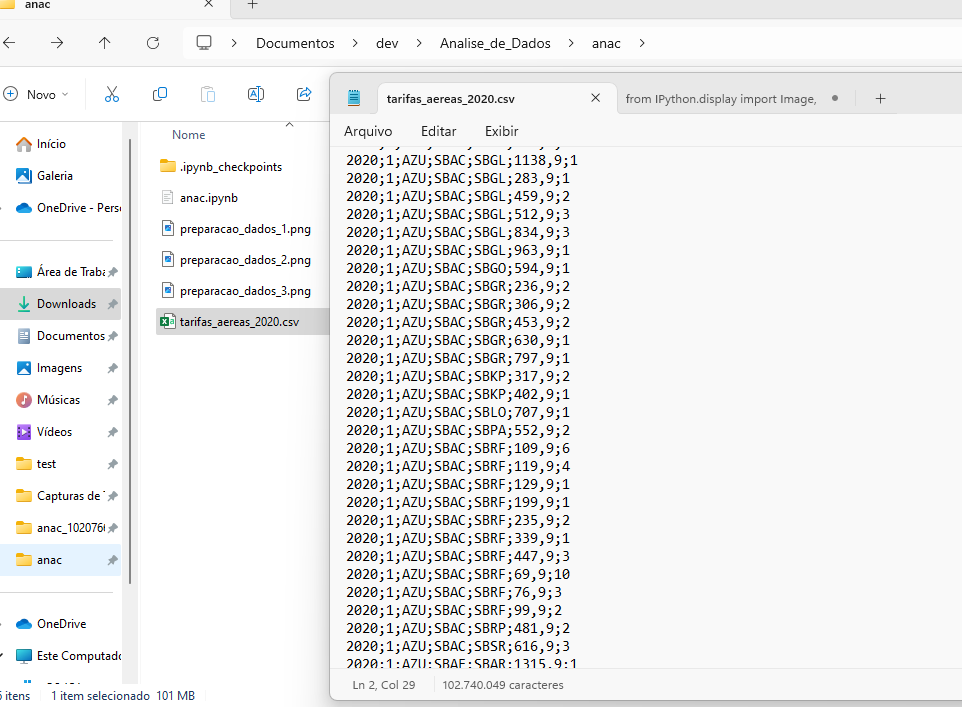 anac
Documentos
dev
Analise_de_Dados
anac
Novo
Início
Galeria
OneDrive - Perso
Área de Traba
Downloads
Documentos
Imagens
Músicas
Vídeos
test
Capturas de
anac_102076
anac
OneDrive
Este Computado
Nome
.ipynb_checkpoints
anac.ipynb
preparacao_dados_1.png
preparacao_dados_2.png
preparacao_dados_3.png
tarifas_aereas_2020.csv
itens 1 item selecionado 101 MB
tarifas_aereas_2020.csv
from IPython.display import Image,
Arquivo Editar Exibir
2020;1;AZU;SBAC;SBGL;1138,9;1
2020;1;AZU;SBAC;SBGL;283,9;1
2020;1;AZU;SBAC;SBGL;459,9;2
2020;1;AZU;SBAC;SBGL;512,9;3
2020;1;AZU;SBAC;SBGL;834,9;3
2020;1;AZU;SBAC;SBGL;963,9;1
2020;1;AZU;SBAC;SBGO;594,9;1
2020;1;AZU;SBAC;SBGR;236,9;2
2020;1;AZU;SBAC;SBGR;306,9;2
2020;1;AZU;SBAC;SBGR;453,9;2
2020;1;AZU;SBAC;SBGR;630,9;1
2020;1;AZU;SBAC;SBGR;797,9;1
2020;1;AZU;SBAC;SBKP;317,9;2
2020;1;AZU;SBAC;SBKP;402,9;1
2020;1;AZU;SBAC;SBLO;707,9;1
2020;1;AZU;SBAC;SBPA;552,9;2
2020;1;AZU;SBAC;SBRF;109,9;6
2020;1;AZU;SBAC;SBRF;119,9;4
2020;1;AZU;SBAC;SBRF;129,9;1
2020;1;AZU;SBAC;SBRF;199,9;1
2020;1;AZU;SBAC;SBRF;235,9;2
2020;1;AZU;SBAC;SBRF;339,9;1
2020;1;AZU;SBAC;SBRF;447,9;3
2020;1;AZU;SBAC;SBRF;69,9;10
2020;1;AZU;SBAC;SBRF;76,9;3
2020;1;AZU;SBAC;SBRF;99,9;2
2020;1;AZU;SBAC;SBRP;481,9;2
2020;1;AZU;SBAC;SBSR;616,9;3
2020;1;AZU;SBAE;SBAR;1315,9;1
Ln 2, Col 29 102.740.049 caracteres